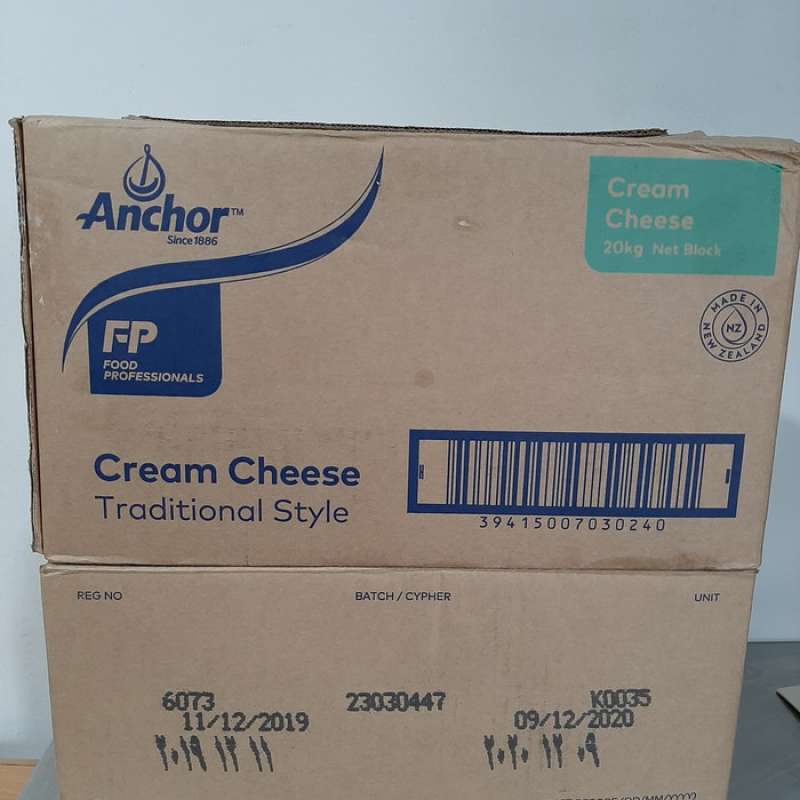 Anchor™
Since 1886
FP
FOOD
PROFESSIONALS
Cream
Cheese
20kg Net Block
MADE IN
NEW ZEALAND
NZ
Cream Cheese
Traditional Style
39415007030240
REG NO BATCH / CYPHER UNIT
6073 23030447 K0035
11/12/2019 09/12/2020
٢٠١٩ ١٢ ١١ ٢٠٢٠ ١٢ ٠٩